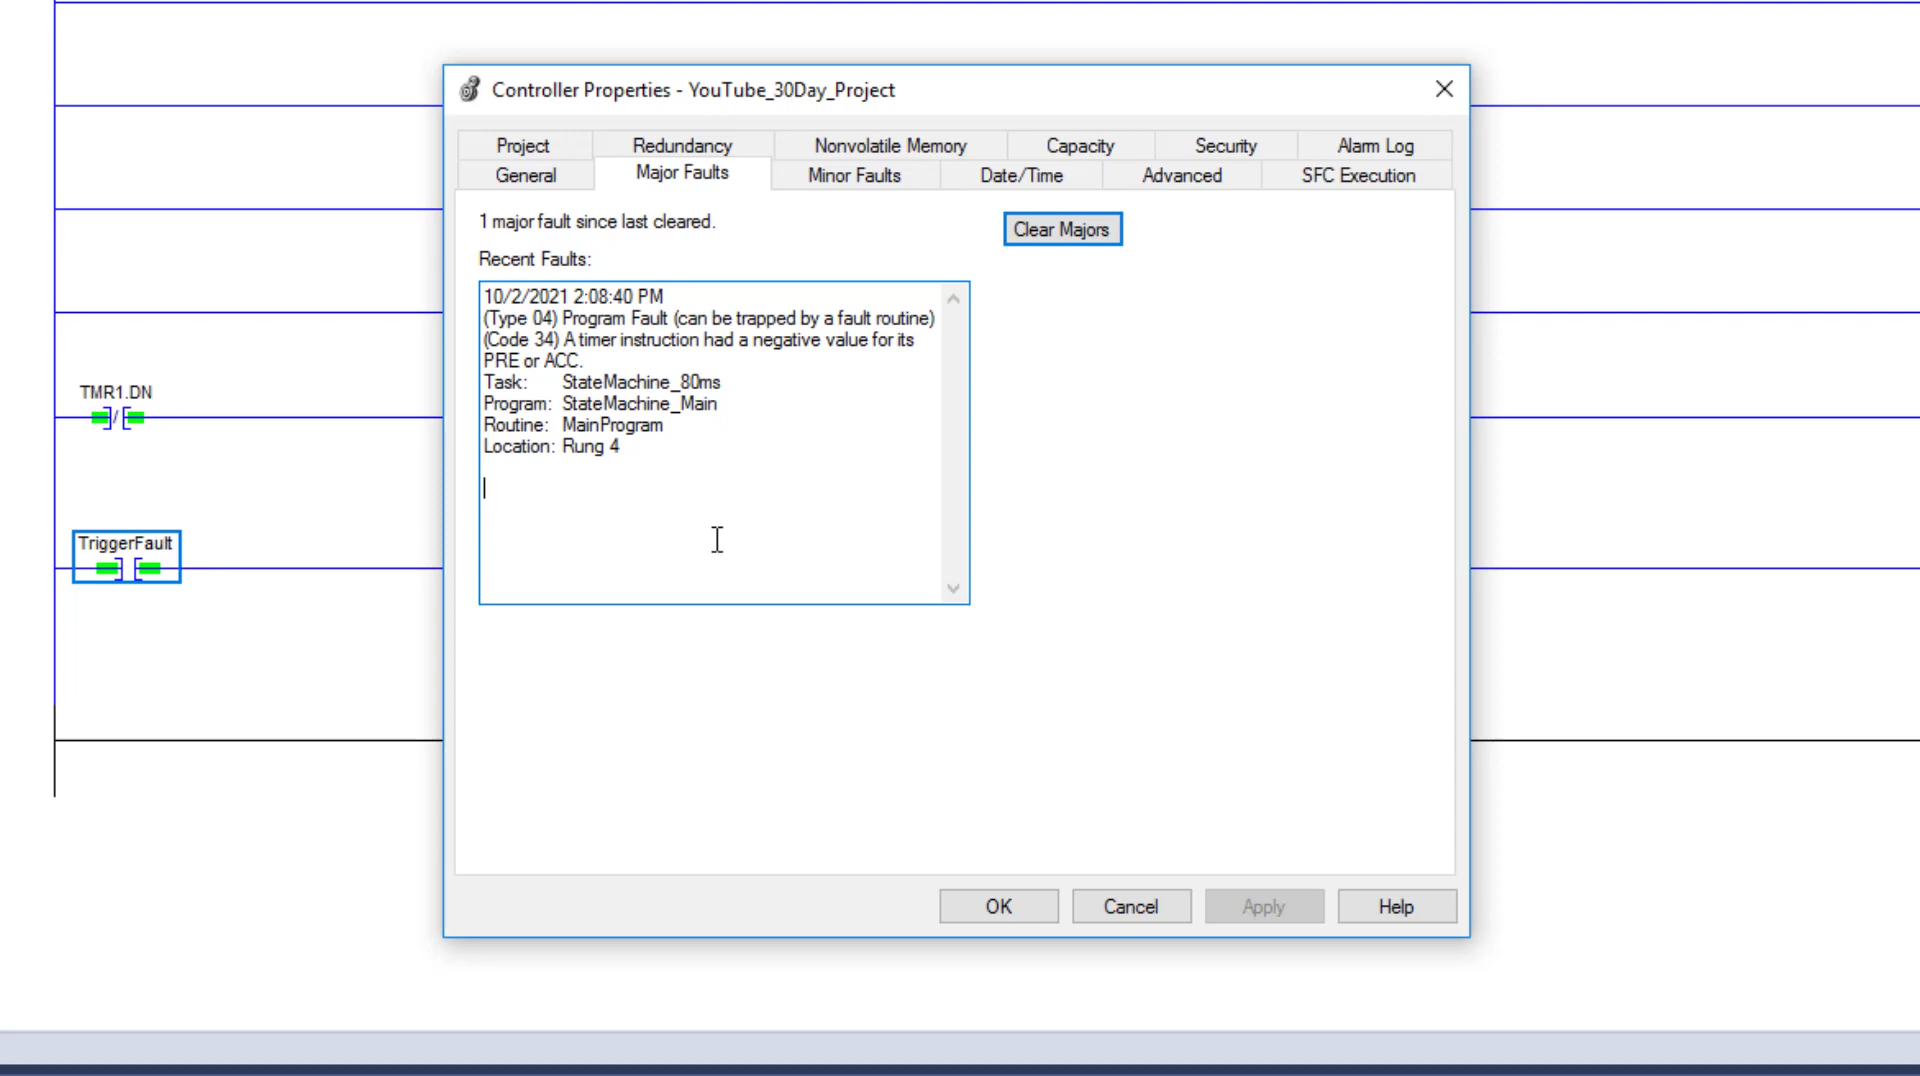 Controller Properties - YouTube_30Day_Project
Project Redundancy Nonvolatile Memory Capacity Security Alarm Log
General Major Faults Minor Faults Date/Time Advanced SFC Execution
1 major fault since last cleared.
Clear Majors
Recent Faults:
10/2/2021 2:08:40 PM
(Type 04) Program Fault (can be trapped by a fault routine)
(Code 34) A timer instruction had a negative value for its
PRE or ACC.
Task: StateMachine_80ms
Program: StateMachine_Main
Routine: MainProgram
Location: Rung 4
TMR1.DN
TriggerFault
OK Cancel Apply Help